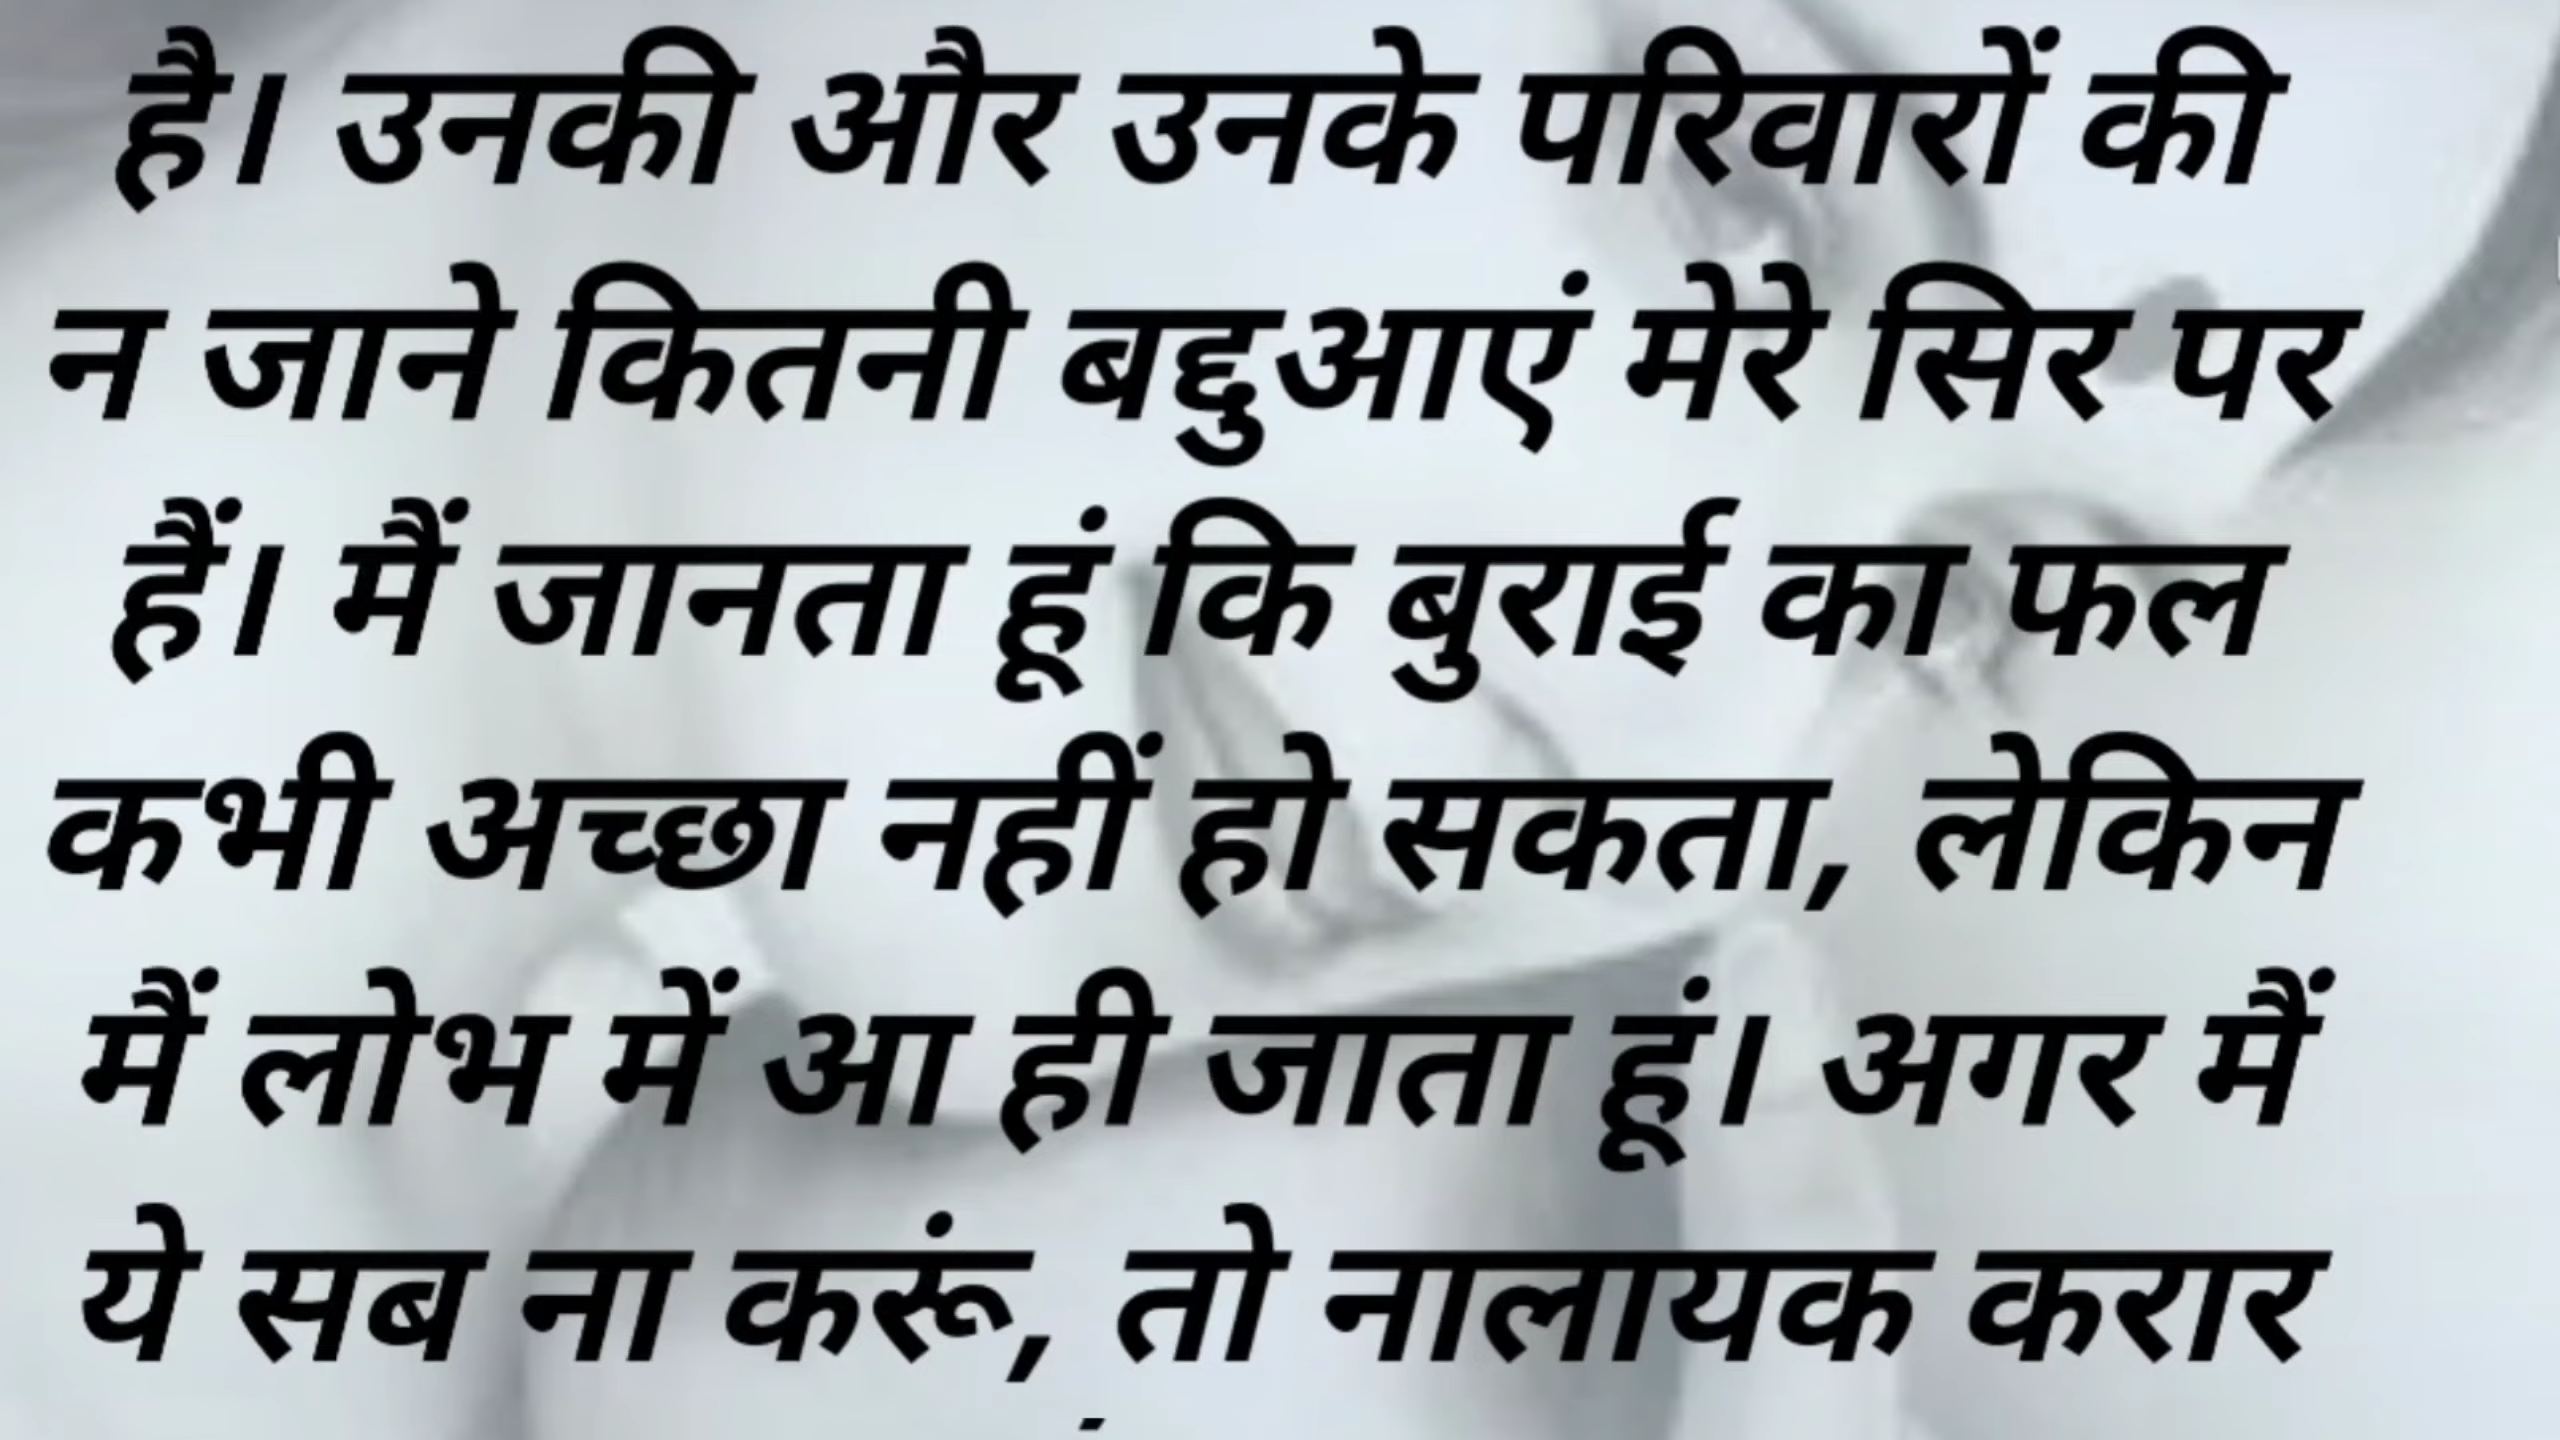 है। उनकी और उनके परिवारों की
न जाने कितनी बद्दुआएं मेरे सिर पर
हैं। मैं जानता हूं कि बुराई का फल
कभी अच्छा नहीं हो सकता, लेकिन
मैं लोभ में आ ही जाता हूं। अगर मैं
ये सब ना करूं, तो नालायक करार